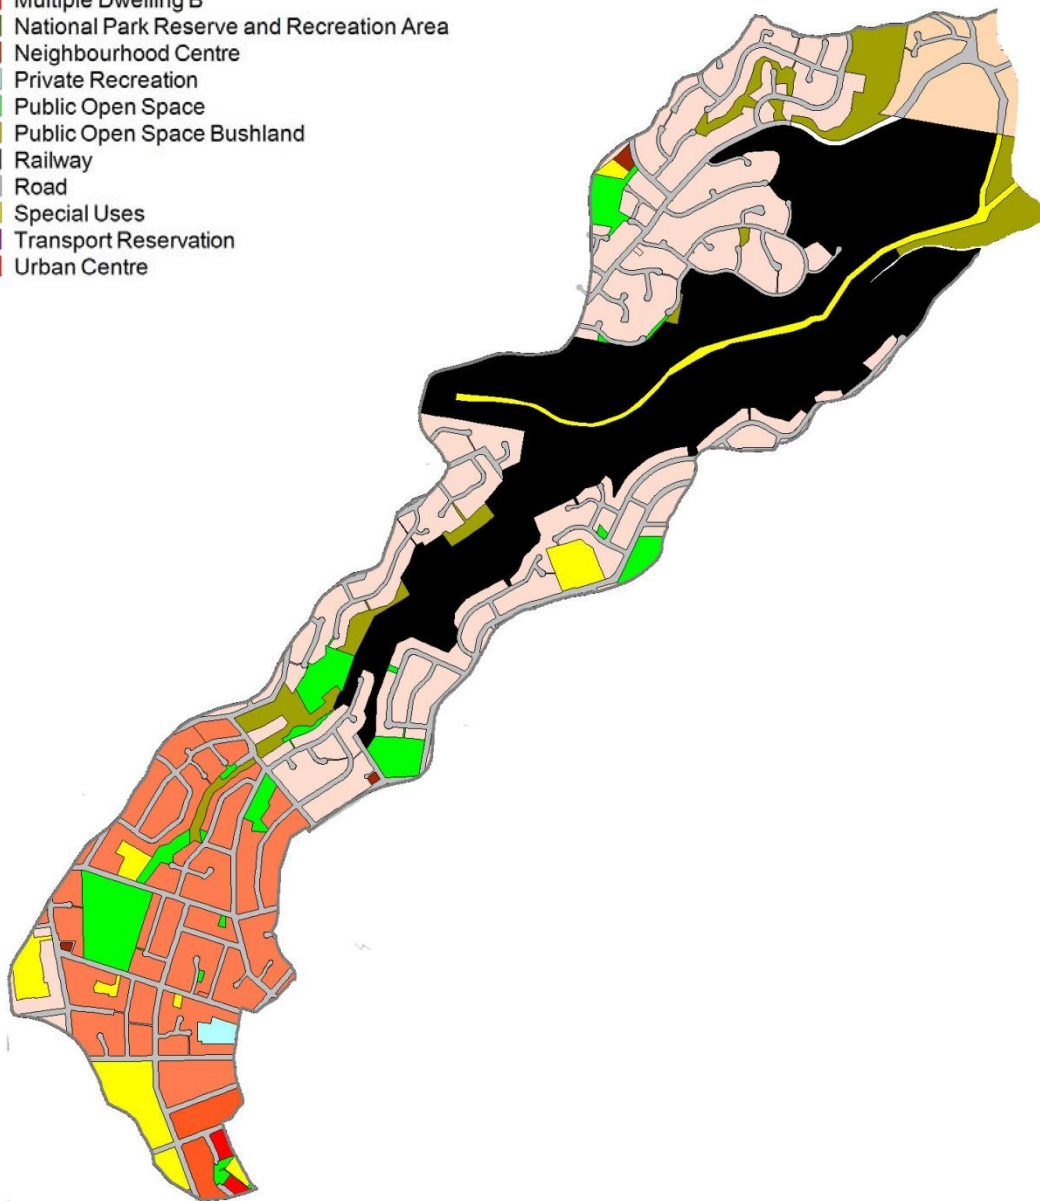 Multiple Dwelling B
National Park Reserve and Recreation Area
Neighbourhood Centre
Private Recreation
Public Open Space
Public Open Space Bushland
Railway
Road
Special Uses
Transport Reservation
Urban Centre